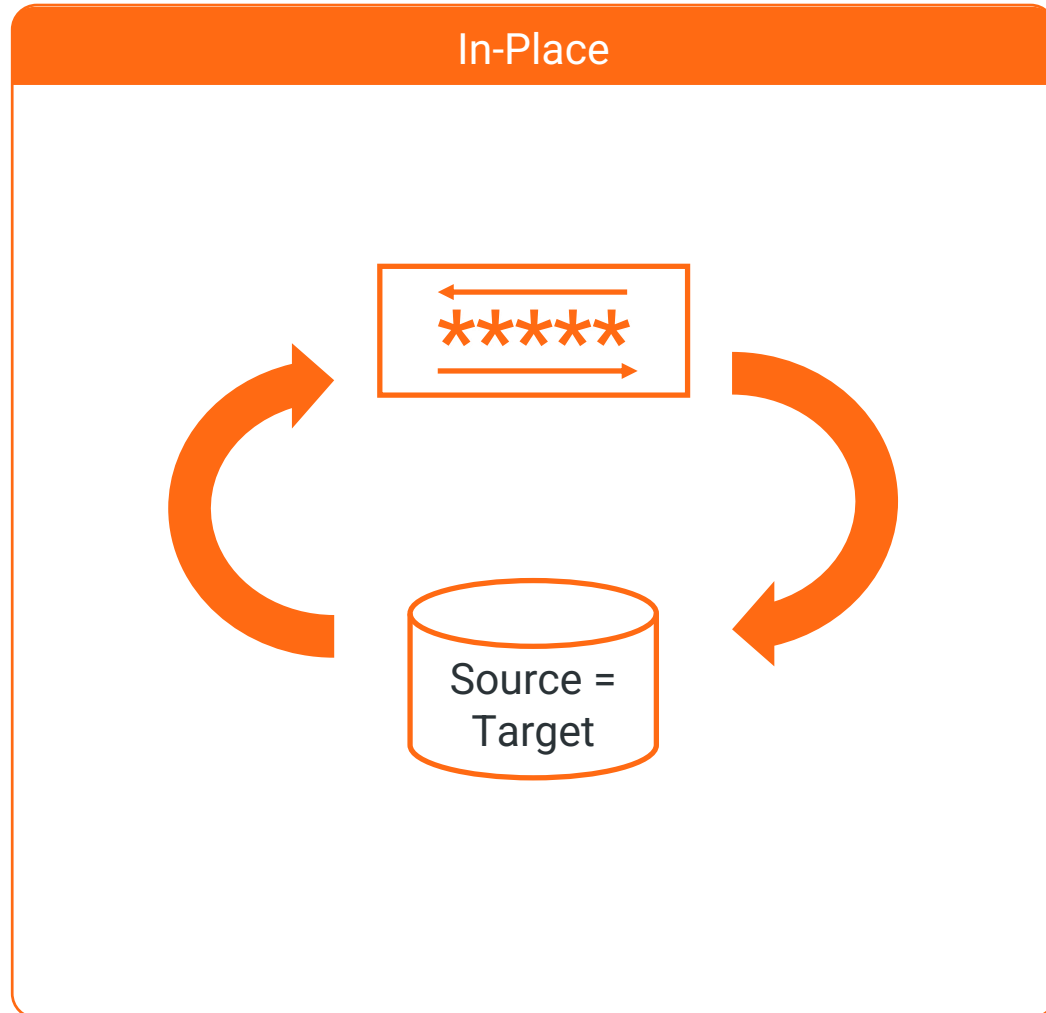 In-Place
*****
Source =
Target